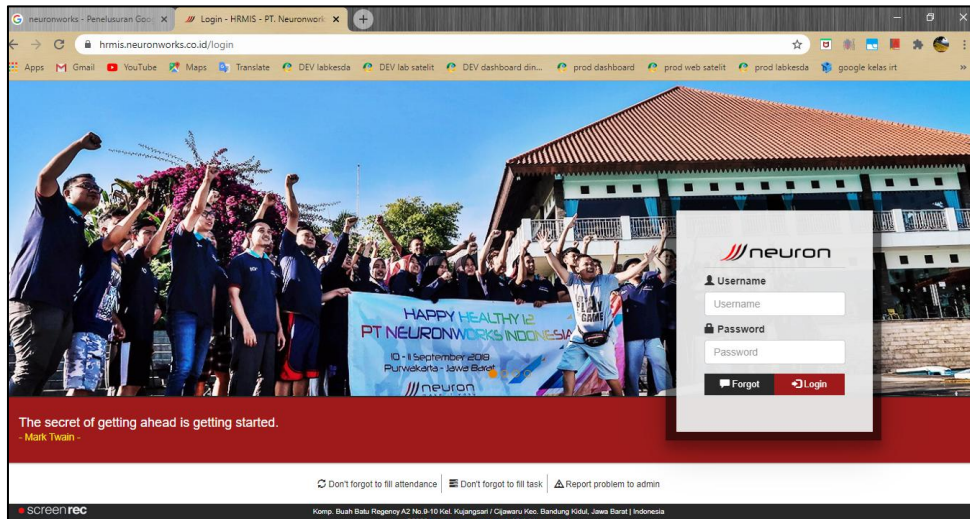 neuronworks - Penelusuran Goo
Login - HRMIS - PT. Neuronwork
hrmis.neuronworks.co.id/login
Apps Gmail YouTube Maps Translate DEV labkesda DEV lab satelit DEV dashboard din... prod dashboard prod web satelit prod labkesda google kelas irt »
HAPPY HEALTHY 12
PT NEURONWORKS INDONESIA
10 - 11 September 2018
Purwakarta - Jawa Barat
neuron
PLAY
GAME
neuron
Username
Username
Password
Password
Forgot Login
The secret of getting ahead is getting started.
- Mark Twain -
Don't forgot to fill attendance Don't forgot to fill task Report problem to admin
screenrec
Komp. Buah Batu Regency A2 No.9-10 Kel. Kujangsari / Cijawaru Kec. Bandung Kidul, Jawa Barat | Indonesia